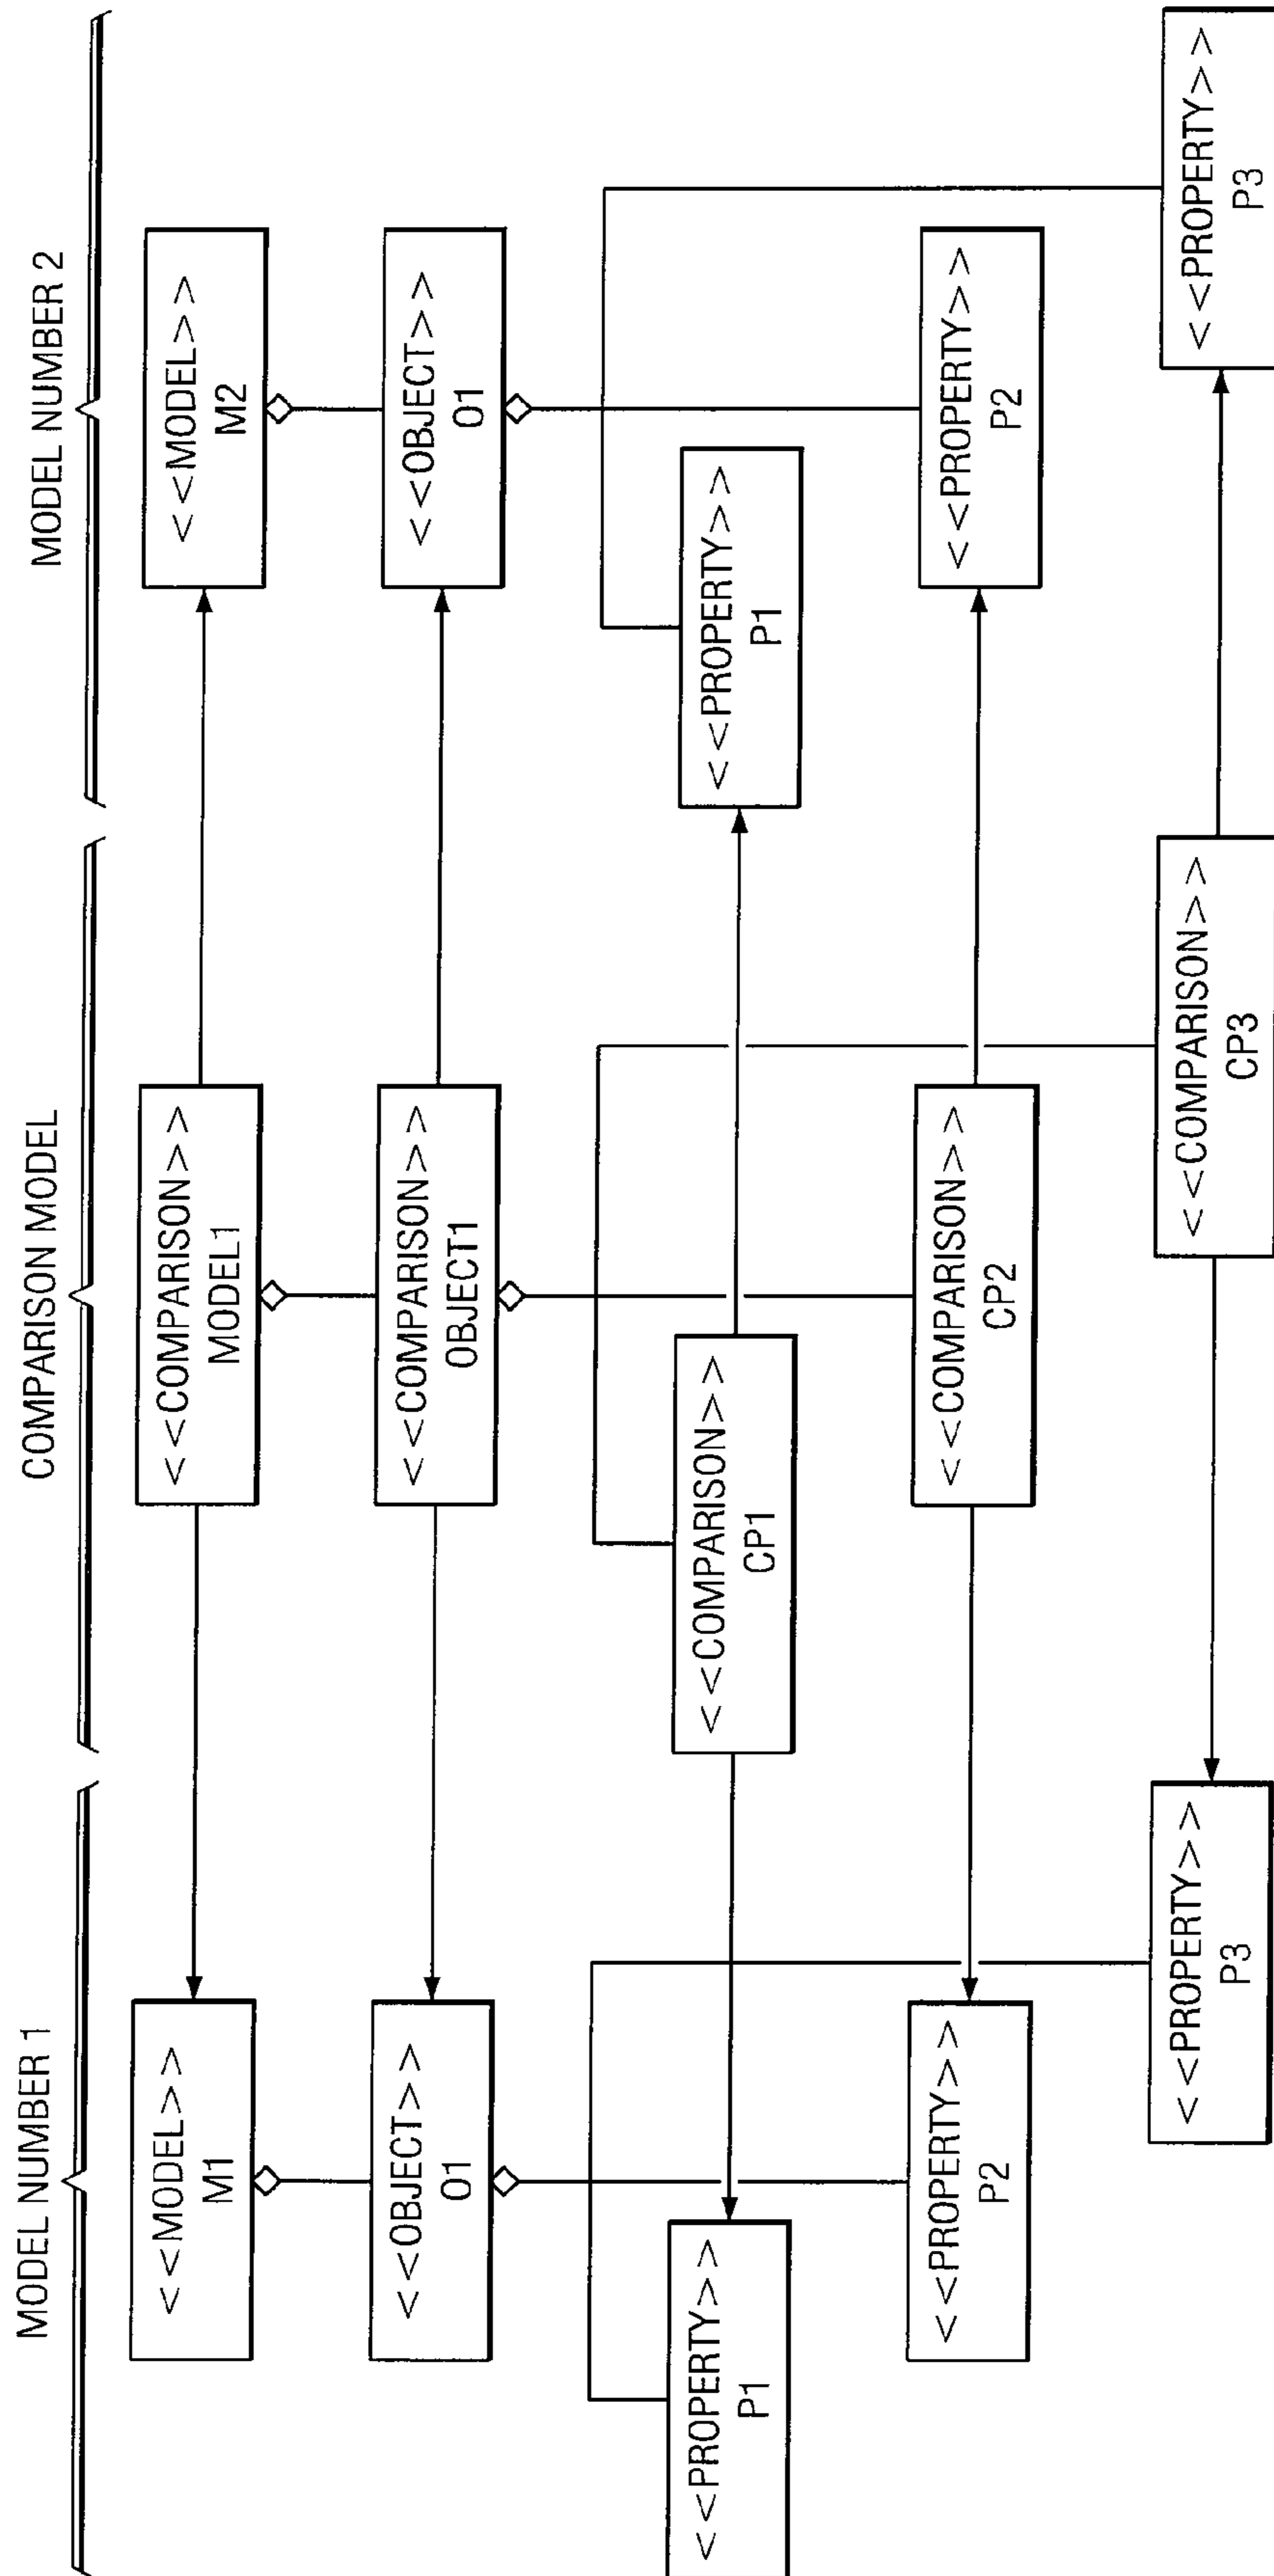 MODEL NUMBER 1
COMPARISON MODEL
MODEL NUMBER 2
<<MODEL>>
M1
<<COMPARISON>>
MODEL1
<<MODEL>>
M2
<<OBJECT>>
O1
<<COMPARISON>>
OBJECT1
<<OBJECT>>
O1
<<PROPERTY>>
P1
<<COMPARISON>>
CP1
<<PROPERTY>>
P1
<<PROPERTY>>
P2
<<COMPARISON>>
CP2
<<PROPERTY>>
P2
<<PROPERTY>>
P3
<<COMPARISON>>
CP3
<<PROPERTY>>
P3